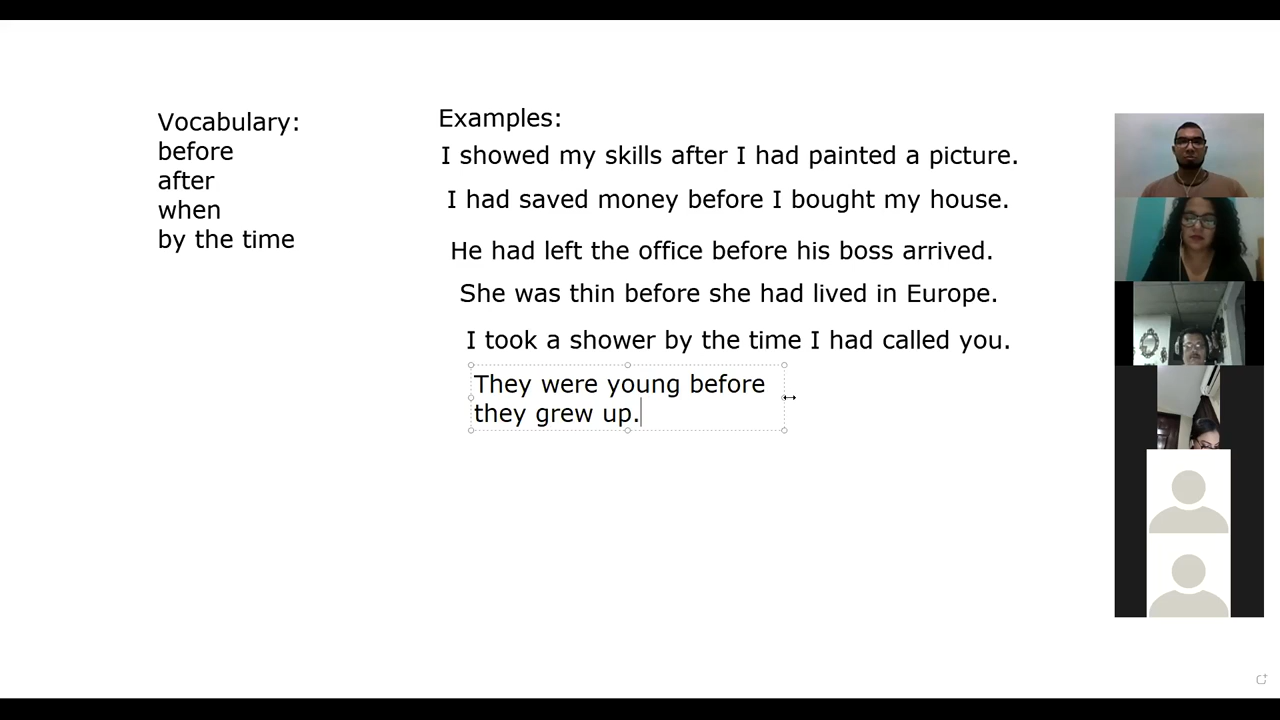 Vocabulary:
before
after
when
by the time
Examples:
I showed my skills after I had painted a picture.
I had saved money before I bought my house.
He had left the office before his boss arrived.
She was thin before she had lived in Europe.
I took a shower by the time I had called you.
They were young before
they grew up.